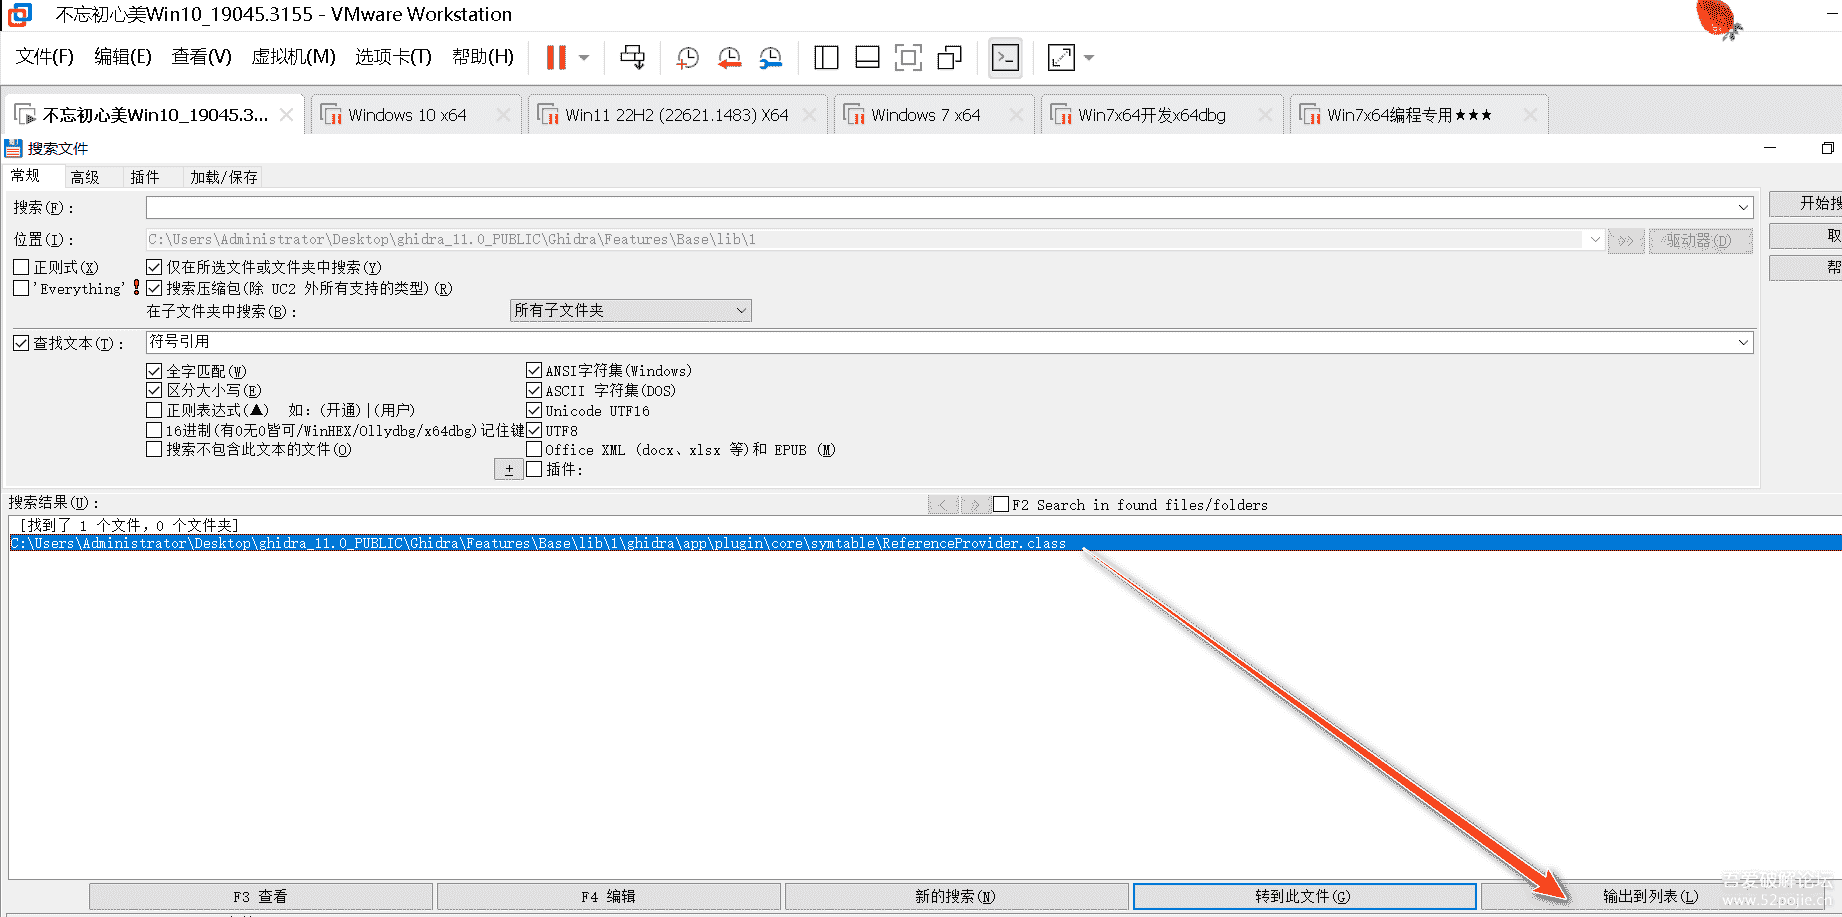 不忘初心美Win10_19045.3155 - VMware Workstation
文件(F) 编辑(E) 查看(V) 虚拟机(M) 选项卡(T) 帮助(H)
不忘初心美Win10_19045.3... Windows 10 x64 Win11 22H2 (22621.1483) X64 Windows 7 x64 Win7x64开发x64dbg Win7x64编程专用★★★
搜索文件
常规 高级 插件 加载/保存
搜索(F): 开始搜
位置(I): C:\Users\Administrator\Desktop\ghidra_11.0_PUBLIC\Ghidra\Features\Base\lib\1 >> 驱动器(D) 取
正则式(X) 仅在所选文件或文件夹中搜索(Y) 帮
'Everything' ! 搜索压缩包(除 UC2 外所有支持的类型)(R)
在子文件夹中搜索(B): 所有子文件夹
查找文本(T): 符号引用
全字匹配(W) ANSI字符集(Windows)
区分大小写(E) ASCII 字符集(DOS)
正则表达式(▲) 如: (开通)|(用户) Unicode UTF16
16进制(有0无0皆可/WinHEX/Ollydbg/x64dbg)记住键 UTF8
搜索不包含此文本的文件(O) Office XML (docx、xlsx 等)和 EPUB (M)
± 插件:
搜索结果(U): < > F2 Search in found files/folders
[找到了 1 个文件，0 个文件夹]
C:\Users\Administrator\Desktop\ghidra_11.0_PUBLIC\Ghidra\Features\Base\lib\1\ghidra\app\plugin\core\symtable\ReferenceProvider.class
F3 查看 F4 编辑 新的搜索(N) 转到此文件(G) 输出到列表(L)
吾爱破解论坛
www.52pojie.cn